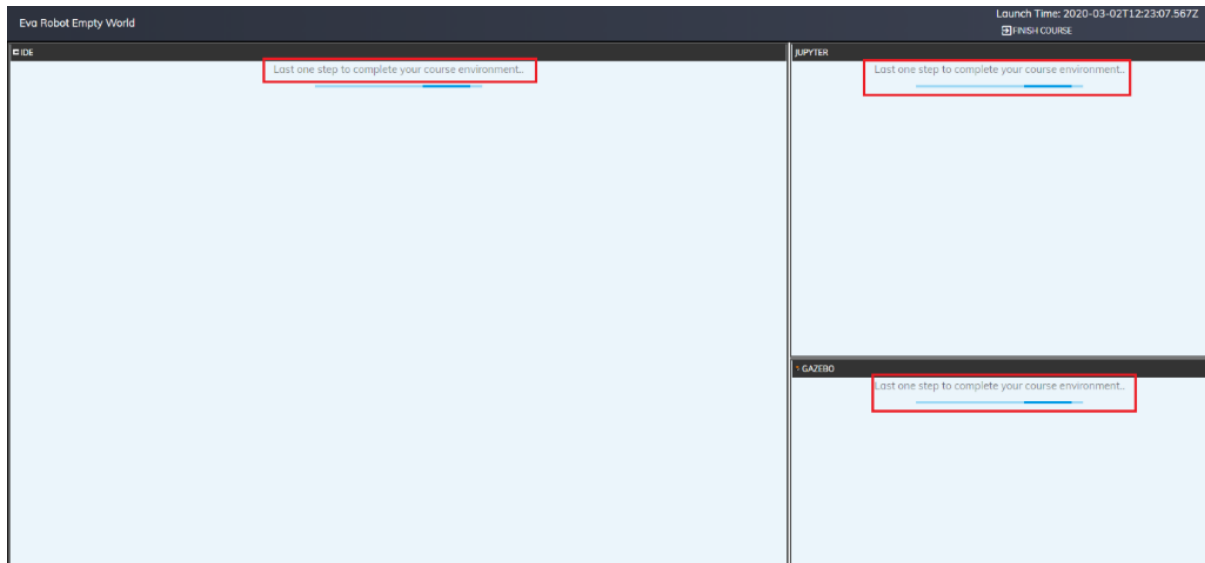 Eva Robot Empty World
Launch Time: 2020-03-02T12:23:07.567Z
FINISH COURSE
IDE
Last one step to complete your course environment..
JUPYTER
Last one step to complete your course environment..
GAZEBO
Last one step to complete your course environment..